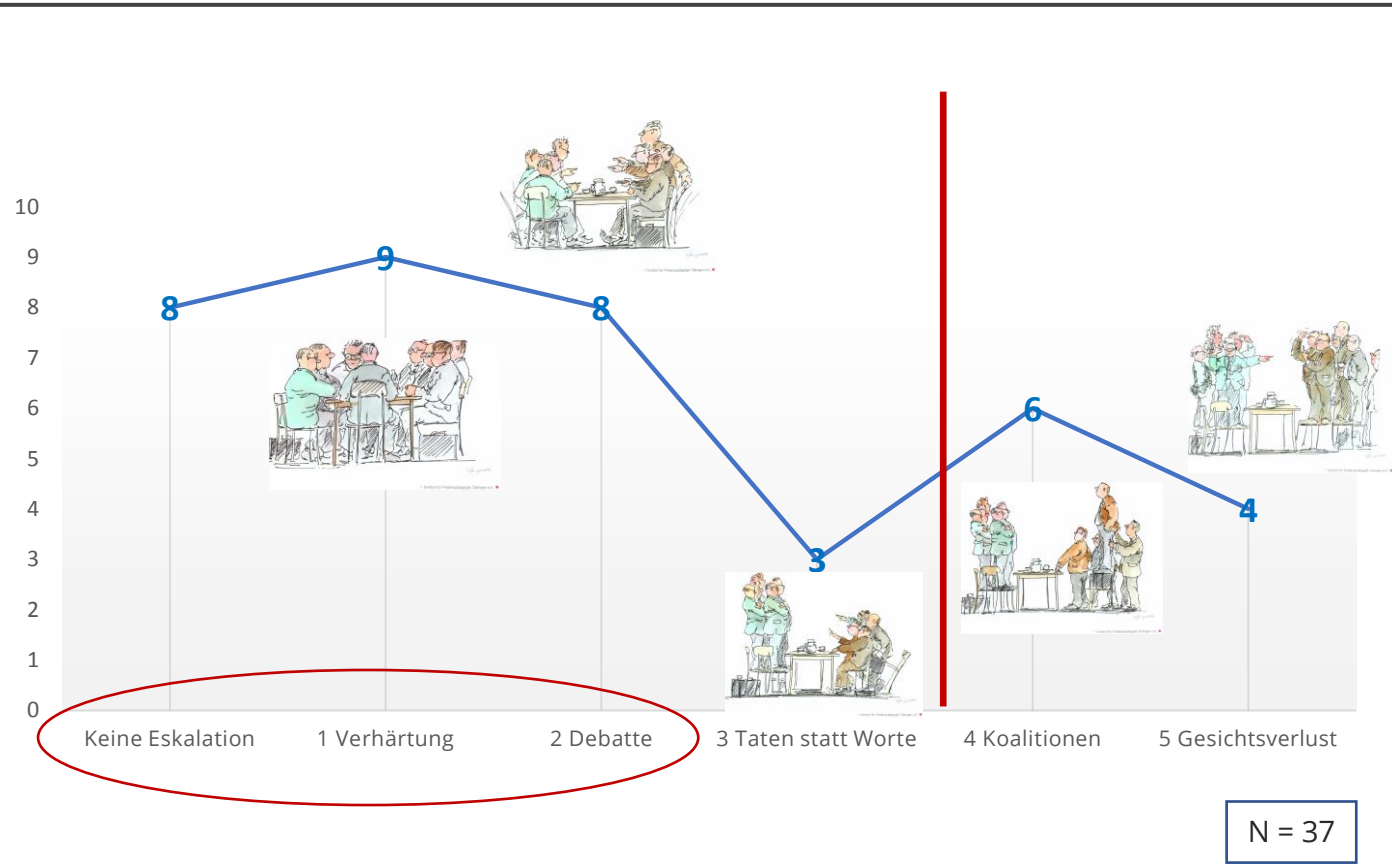 10
9
8
7
6
5
4
3
2
1
0
8
9
8
3
6
4
Keine Eskalation
1 Verhärtung
2 Debatte
3 Taten statt Worte
4 Koalitionen
5 Gesichtsverlust
N = 37